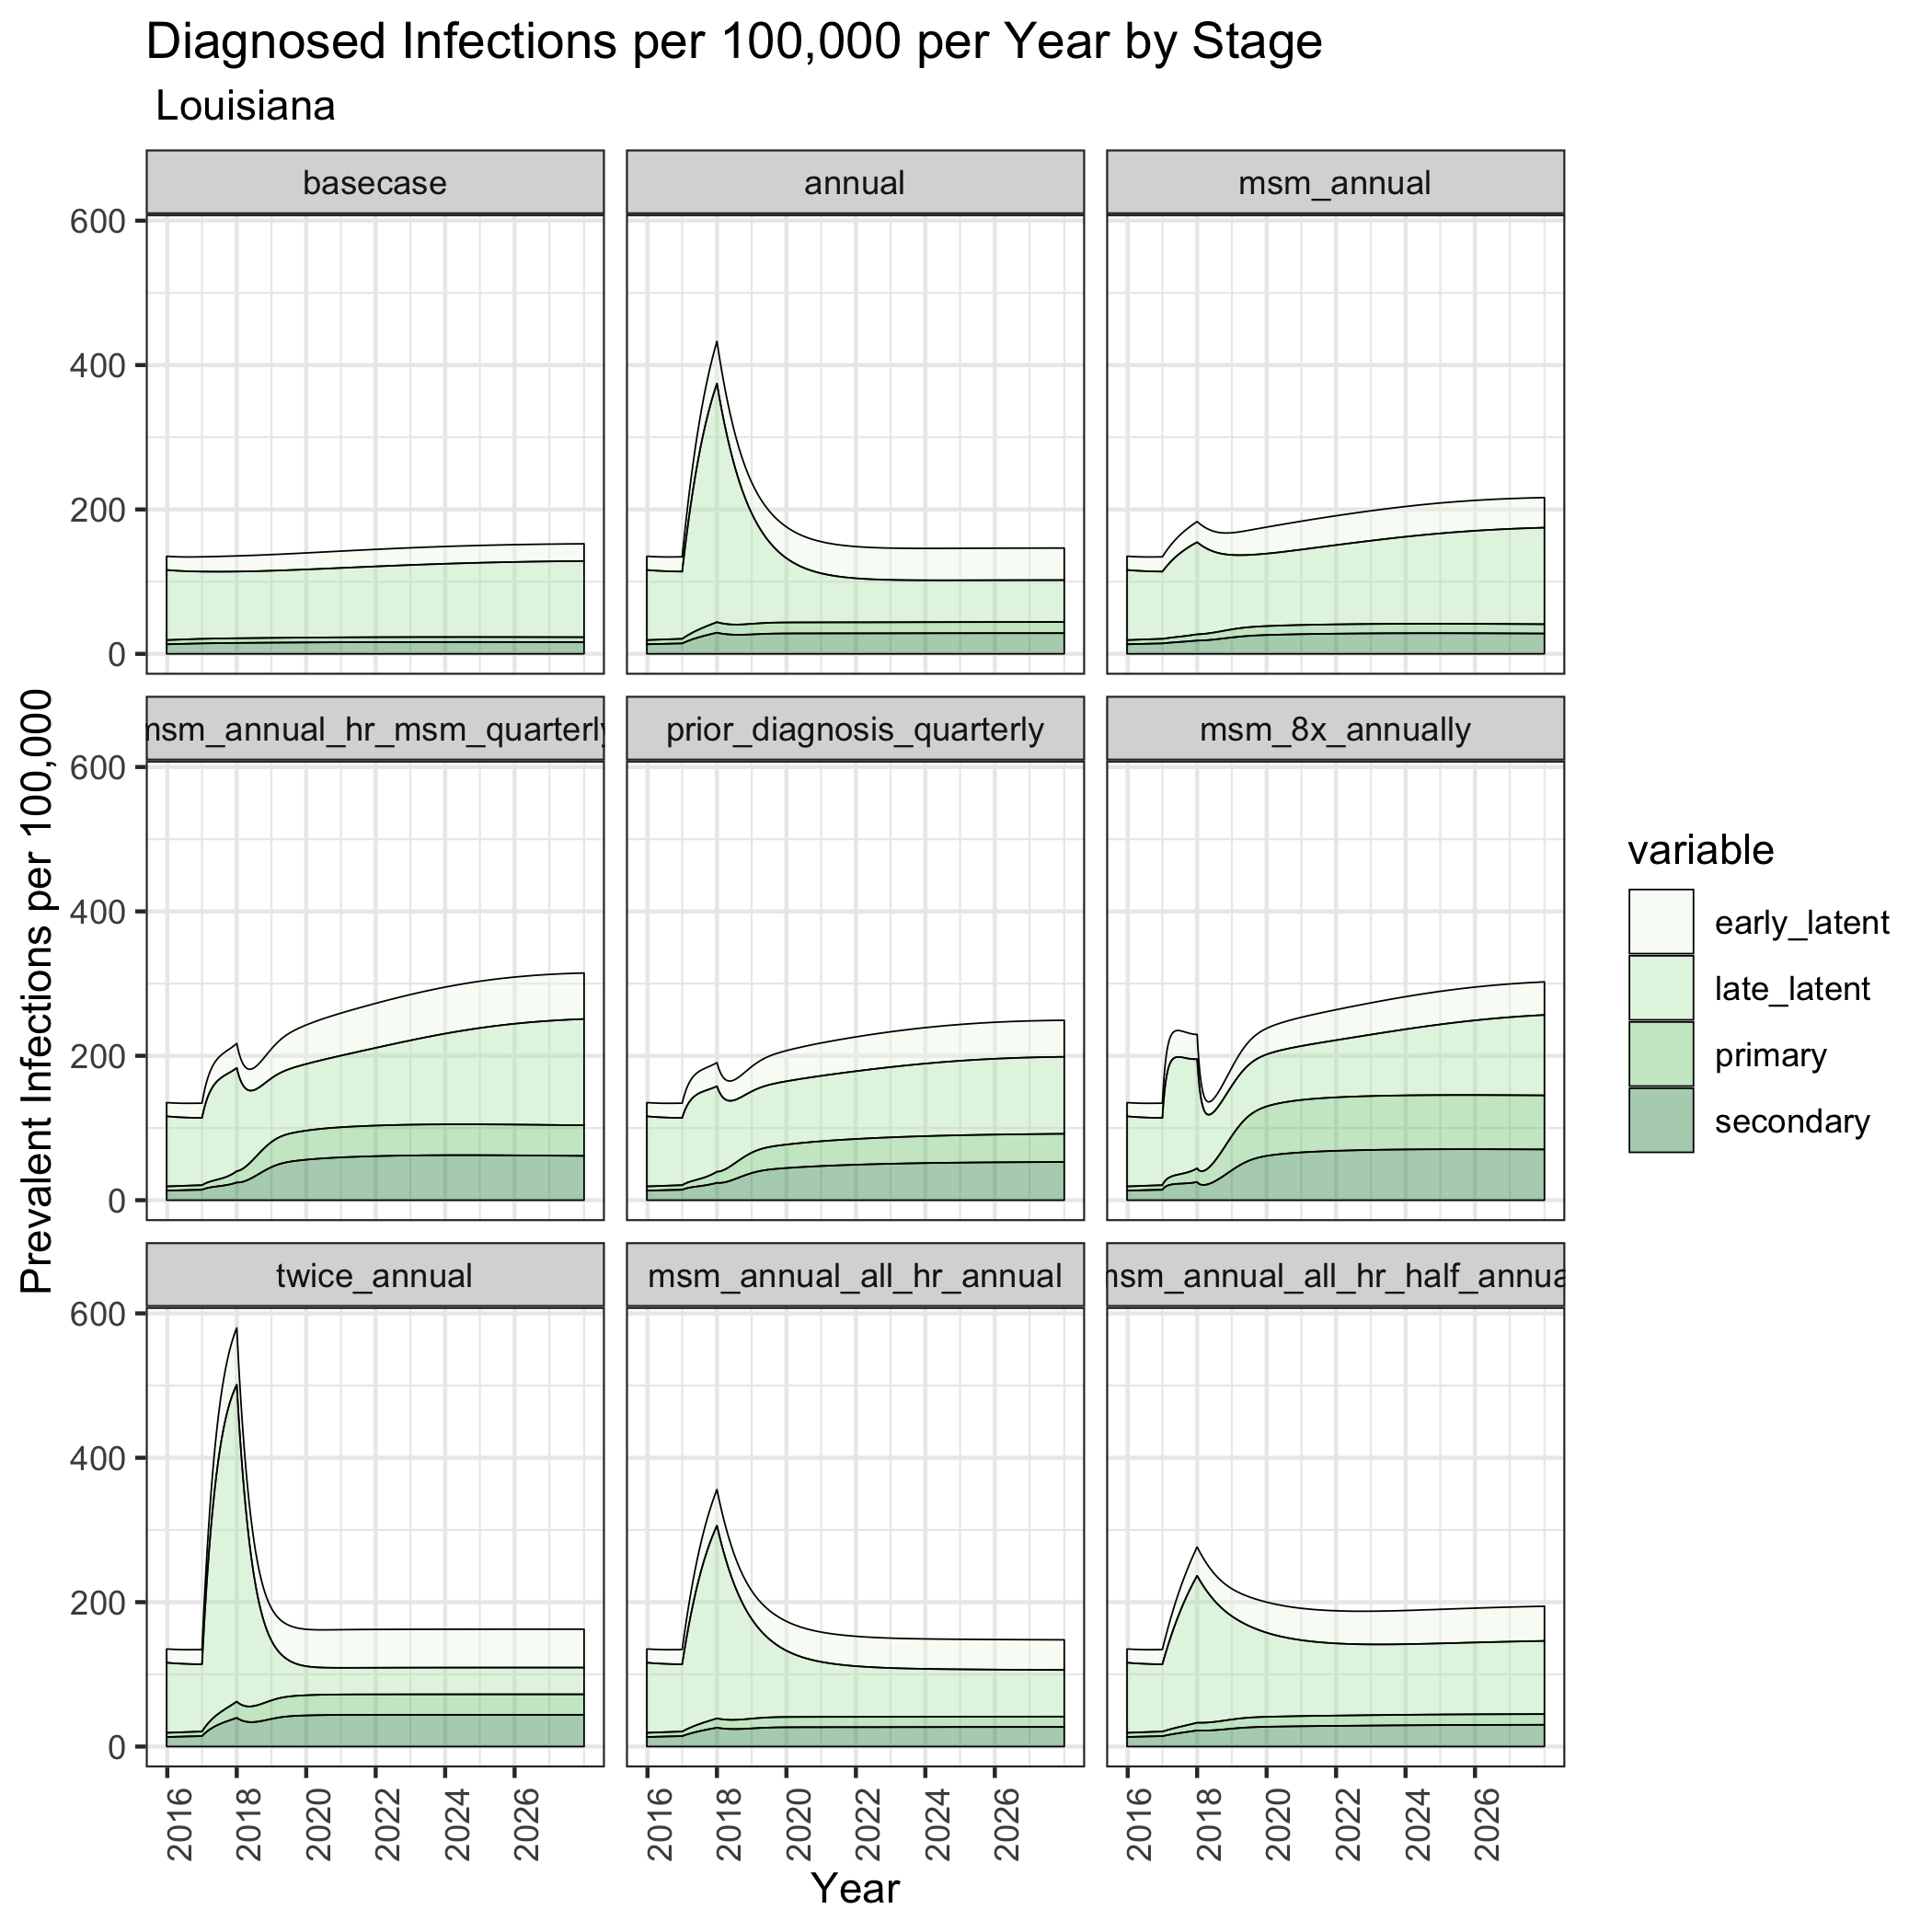 Diagnosed Infections per 100,000 per Year by Stage
Louisiana
basecase
annual
msm_annual
600
400
200
0
msm_annual_hr_msm_quarterly
prior_diagnosis_quarterly
msm_8x_annually
600
400
200
0
Prevalent Infections per 100,000
variable
early_latent
late_latent
primary
secondary
twice_annual
msm_annual_all_hr_annual
msm_annual_all_hr_half_annua
600
400
200
0
2016 2018 2020 2022 2024 2026
2016 2018 2020 2022 2024 2026
2016 2018 2020 2022 2024 2026
Year